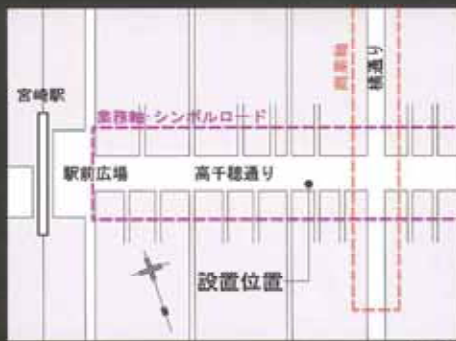 宮崎駅
業務軸・シンボルロード
商業軸
橘通り
駅前広場
高千穂通り
設置位置